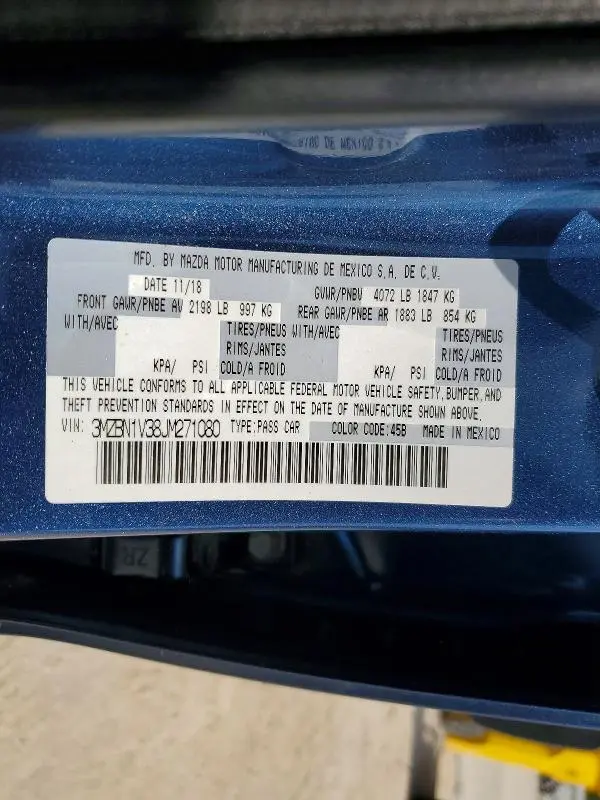 MFD. BY MAZDA MOTOR MANUFACTURING DE MEXICO S.A. DE C.V.
DATE 11/18 GVWR/PNBV 4072 LB 1847 KG
FRONT GAWR/PNBE AV 2198 LB 997 KG REAR GAWR/PNBE AR 1883 LB 854 KG
WITH/AVEC TIRES/PNEUS WITH/AVEC TIRES/PNEUS
RIMS/JANTES RIMS/JANTES
KPA/ PSI COLD/A FROID KPA/ PSI COLD/A FROID
THIS VEHICLE CONFORMS TO ALL APPLICABLE FEDERAL MOTOR VEHICLE SAFETY, BUMPER, AND
THEFT PREVENTION STANDARDS IN EFFECT ON THE DATE OF MANUFACTURE SHOWN ABOVE.
VIN: 3MZBN1V38JM271080 TYPE:PASS CAR COLOR CODE:45B MADE IN MEXICO
ZR